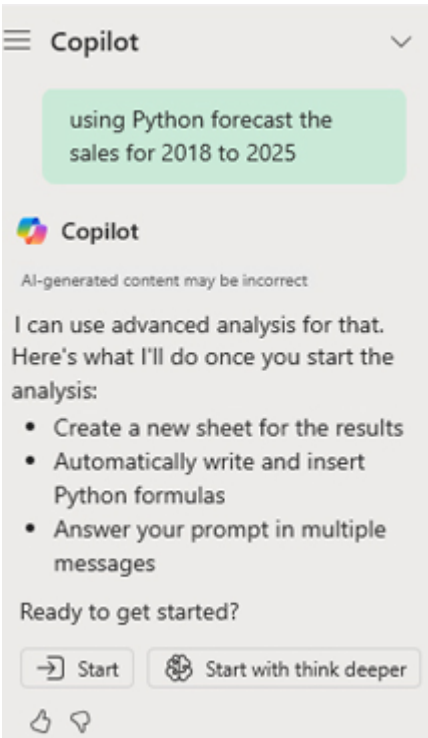 Copilot
using Python forecast the
sales for 2018 to 2025
Copilot
AI-generated content may be incorrect
I can use advanced analysis for that.
Here's what I'll do once you start the
analysis:
• Create a new sheet for the results
• Automatically write and insert
Python formulas
• Answer your prompt in multiple
messages
Ready to get started?
Start
Start with think deeper